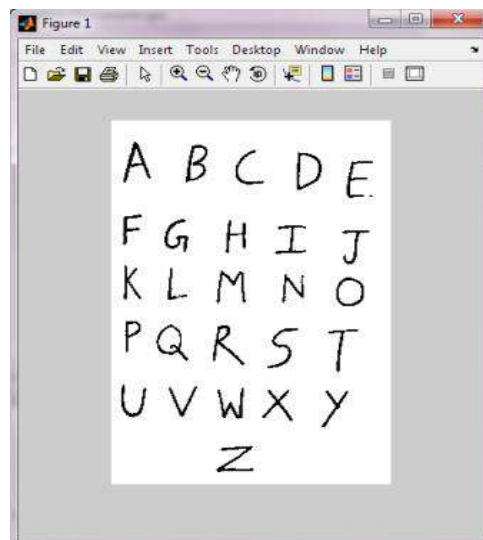 Figure 1
File Edit View Insert Tools Desktop Window Help
A B C D E.
F G H I J
K L M N O
P Q R S T
U V W X Y
Z